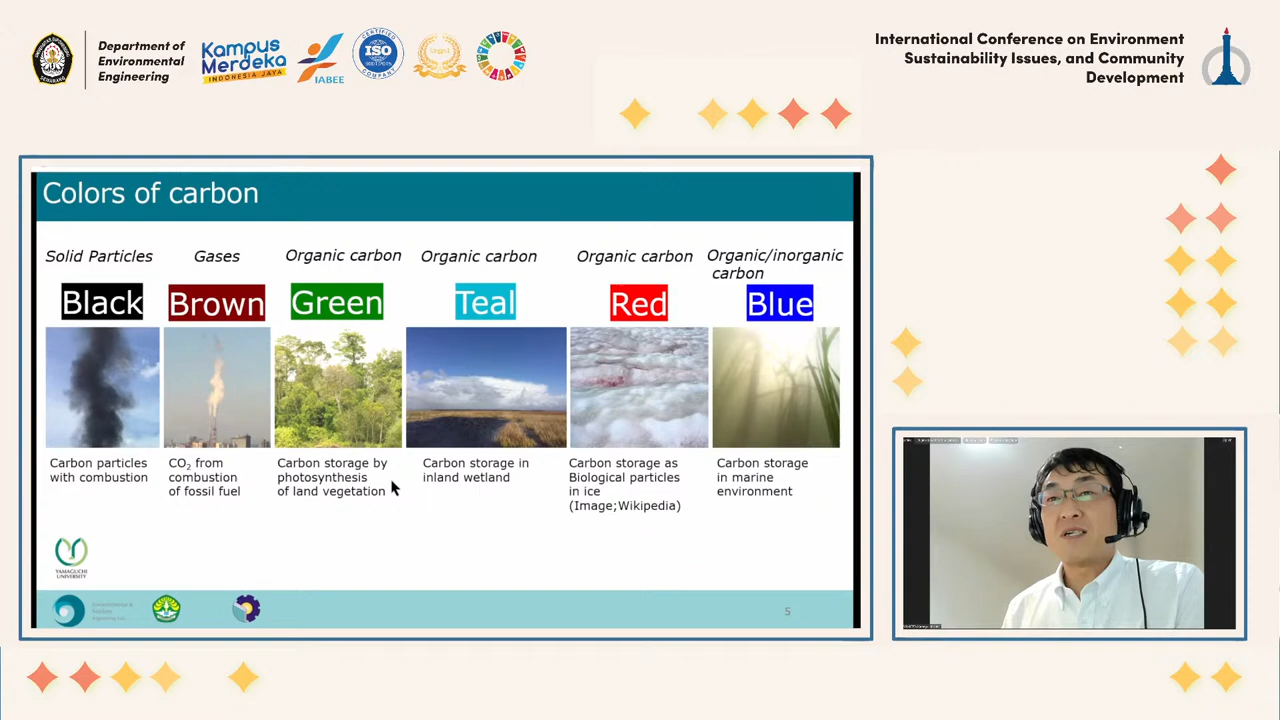 Department of
Environmental
Engineering
Kampus
Merdeka
INDONESIA JAYA
IABEE
CERTIFIED
ISO
COMPANY
International Conference on Environment
Sustainability Issues, and Community
Development
Colors of carbon
Solid Particles
Gases
Organic carbon
Organic carbon
Organic carbon
Organic/inorganic
carbon
Black
Brown
Green
Teal
Red
Blue
Carbon particles
with combustion
CO₂ from
combustion
of fossil fuel
Carbon storage by
photosynthesis
of land vegetation
Carbon storage in
inland wetland
Carbon storage as
Biological particles
in ice
(Image;Wikipedia)
Carbon storage
in marine
environment
YAMAGUCHI
UNIVERSITY
5